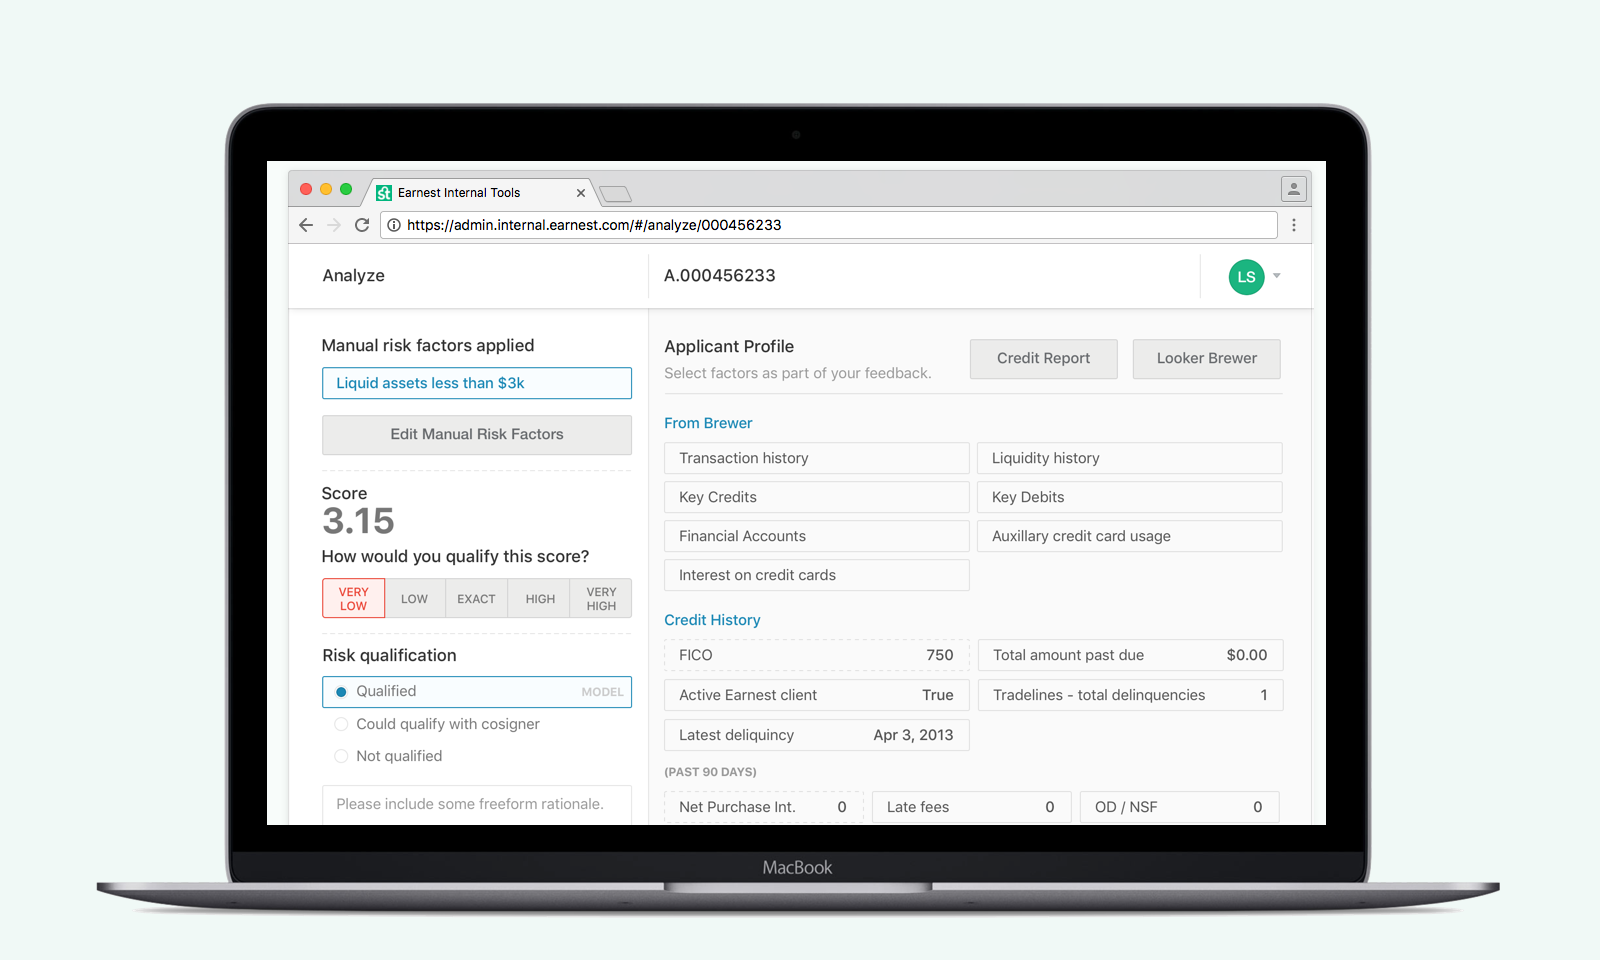 Earnest Internal Tools
https://admin.internal.earnest.com/#/analyze/000456233
Analyze
A.000456233
LS
Manual risk factors applied
Liquid assets less than $3k
Edit Manual Risk Factors
Score
3.15
How would you qualify this score?
VERY LOW
LOW
EXACT
HIGH
VERY HIGH
Risk qualification
Qualified MODEL
Could qualify with cosigner
Not qualified
Please include some freeform rationale.
Applicant Profile
Select factors as part of your feedback.
Credit Report
Looker Brewer
From Brewer
Transaction history
Liquidity history
Key Credits
Key Debits
Financial Accounts
Auxillary credit card usage
Interest on credit cards
Credit History
FICO 750
Total amount past due $0.00
Active Earnest client True
Tradelines - total delinquencies 1
Latest deliquincy Apr 3, 2013
(PAST 90 DAYS)
Net Purchase Int. 0
Late fees 0
OD / NSF 0
MacBook